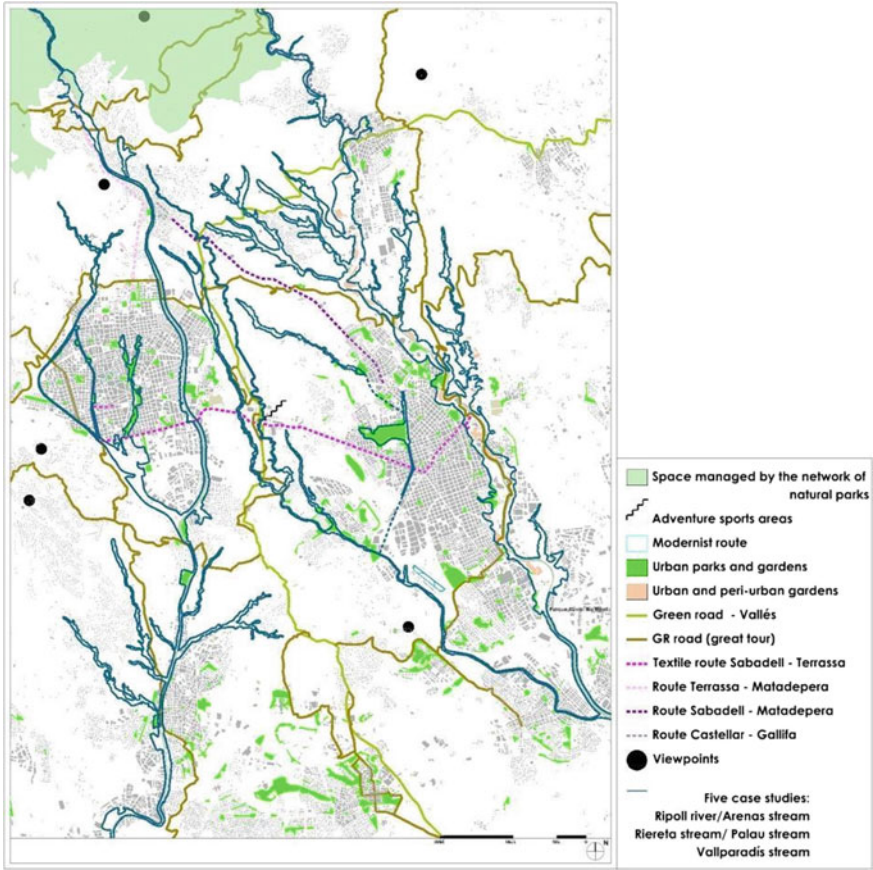 Space managed by the network of
natural parks
Adventure sports areas
Modernist route
Urban parks and gardens
Urban and peri-urban gardens
Green road - Vallés
GR road (great tour)
Textile route Sabadell - Terrassa
Route Terrassa - Matadepera
Route Sabadell - Matadepera
Route Castellar - Gallifa
Viewpoints
Five case studies:
Ripoll river/Arenas stream
Riereta stream/ Palau stream
Vallparadís stream
N